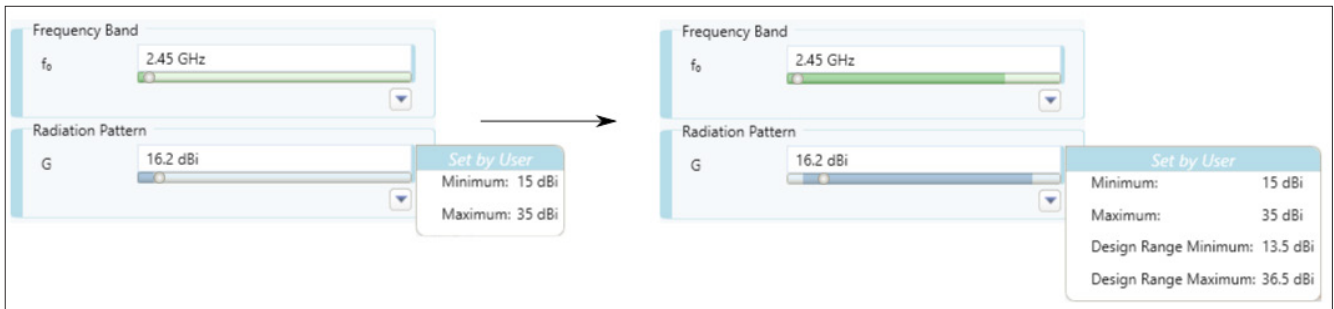 Frequency Band
f₀ 2.45 GHz
Radiation Pattern
G 16.2 dBi
Set by User
Minimum: 15 dBi
Maximum: 35 dBi
Frequency Band
f₀ 2.45 GHz
Radiation Pattern
G 16.2 dBi
Set by User
Minimum: 15 dBi
Maximum: 35 dBi
Design Range Minimum: 13.5 dBi
Design Range Maximum: 36.5 dBi